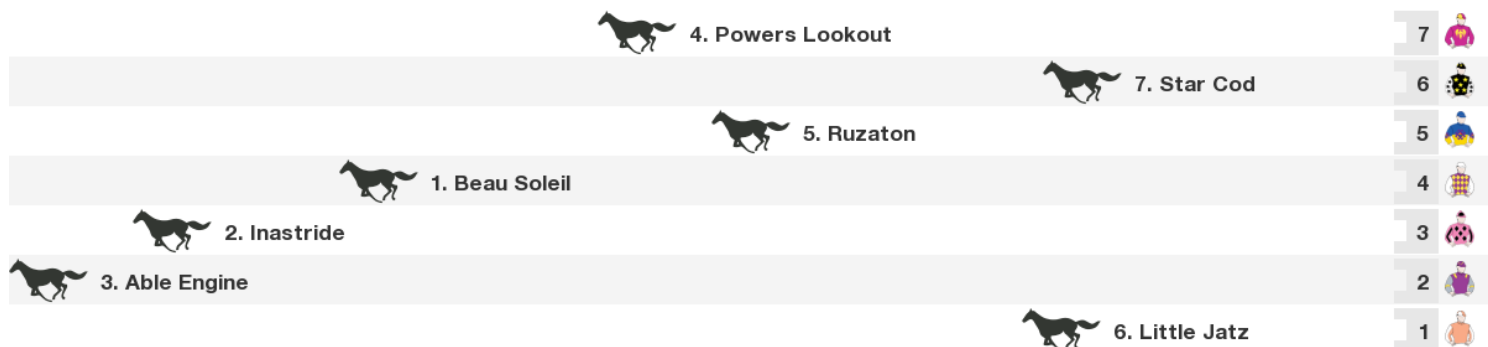 4. Powers Lookout 7
7. Star Cod 6
5. Ruzaton 5
1. Beau Soleil 4
2. Inastride 3
3. Able Engine 2
6. Little Jatz 1